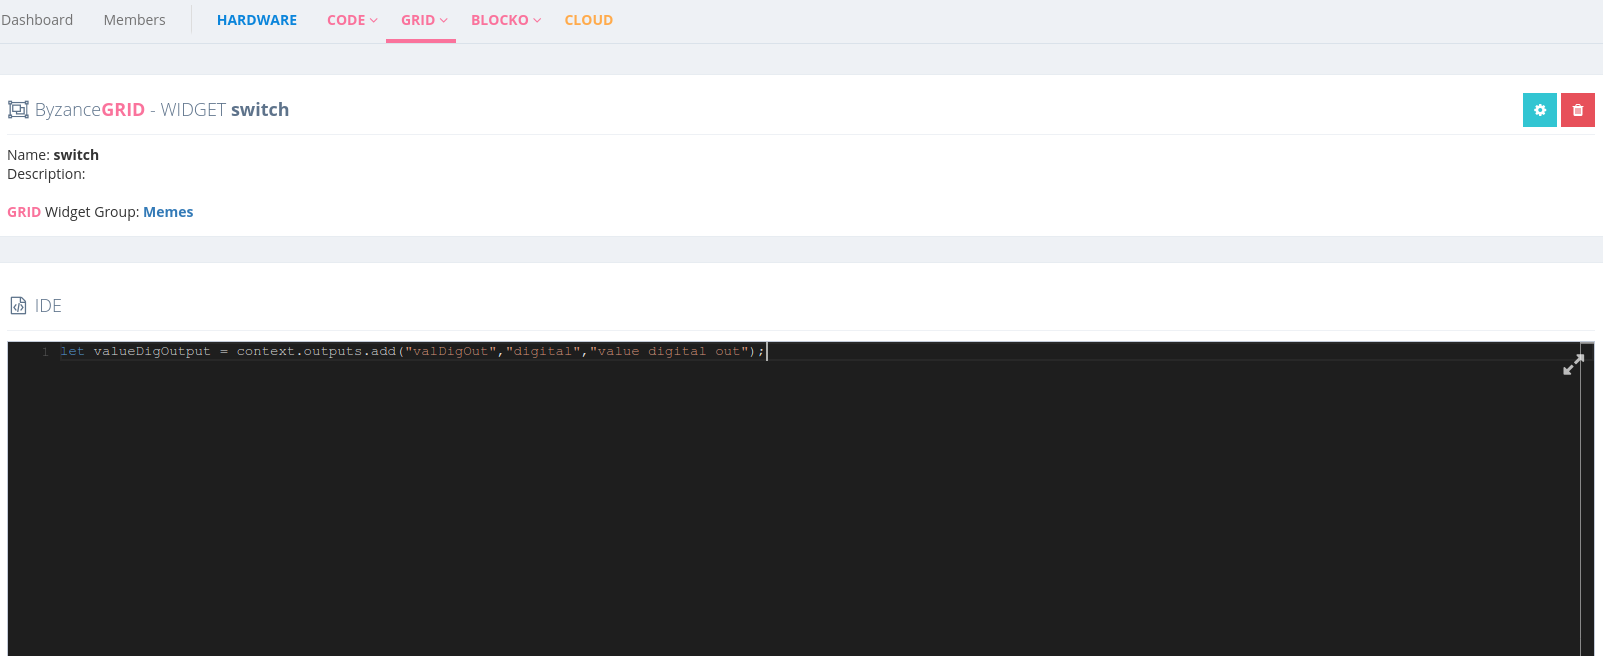 Dashboard Members HARDWARE CODE GRID BLOCKO CLOUD
ByzanceGRID - WIDGET switch
Name: switch
Description:
GRID Widget Group: Memes
IDE
1 let valueDigOutput = context.outputs.add("valDigOut","digital","value digital out");